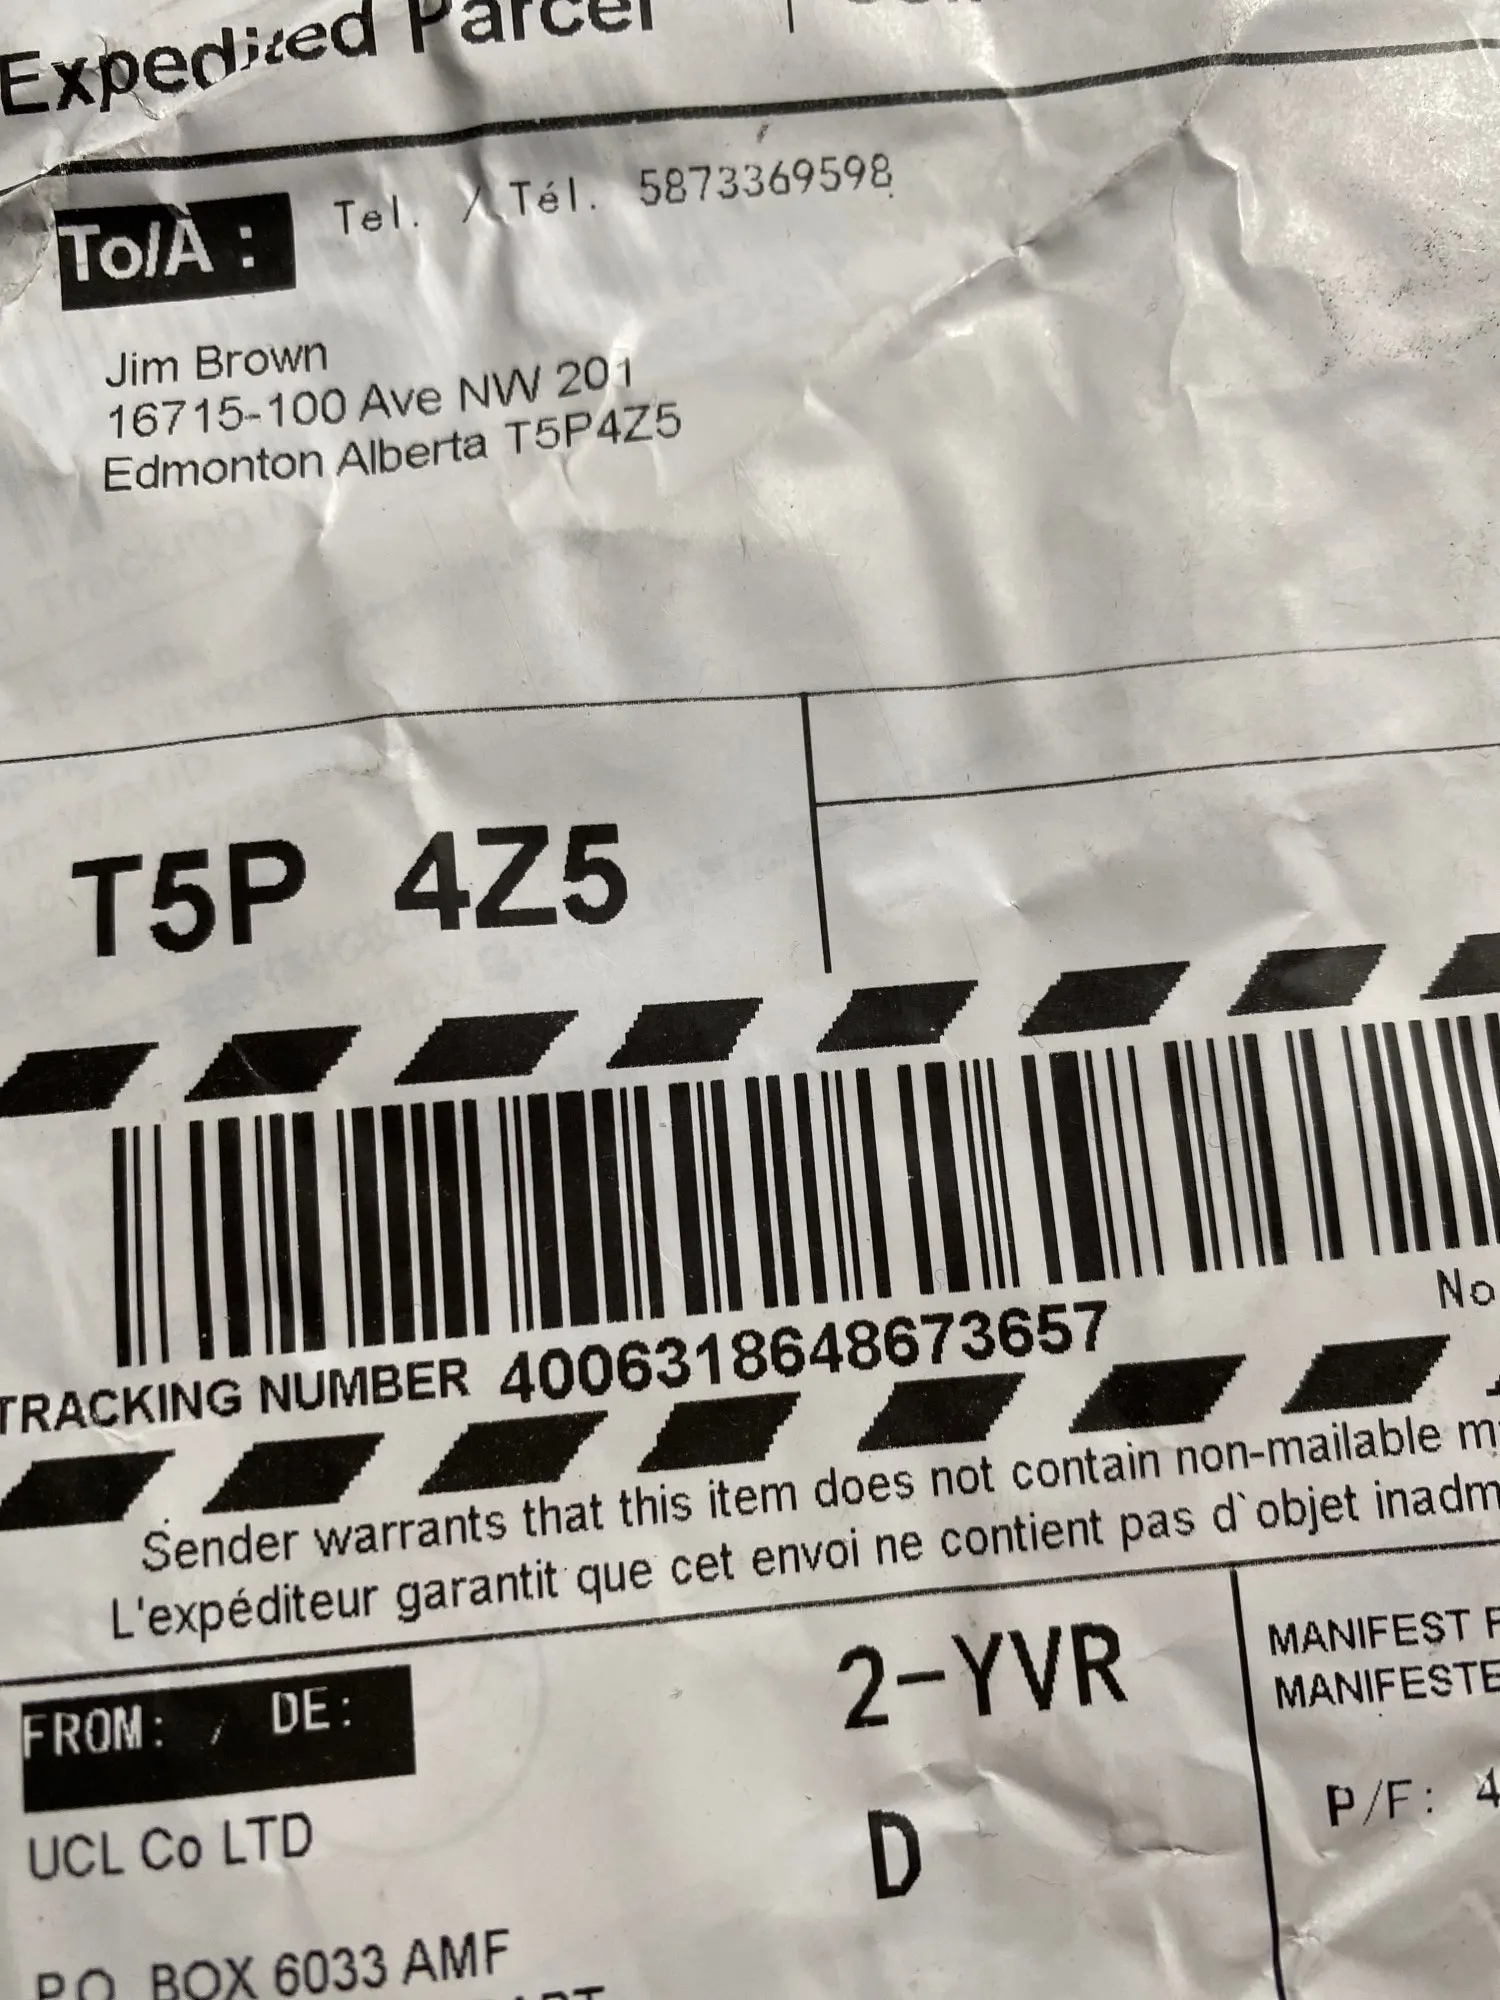 Expedited Parcel
To/À : Tel. / Tél. 5873369598
Jim Brown
16715-100 Ave NW 201
Edmonton Alberta T5P4Z5
T5P 4Z5
No
TRACKING NUMBER 4006318648673657
Sender warrants that this item does not contain non-mailable
L'expéditeur garantit que cet envoi ne contient pas d`objet
2-YVR
MANIFEST
FROM: / DE:
D
P/F: 4
UCL Co LTD
P.O. BOX 6033 AMF